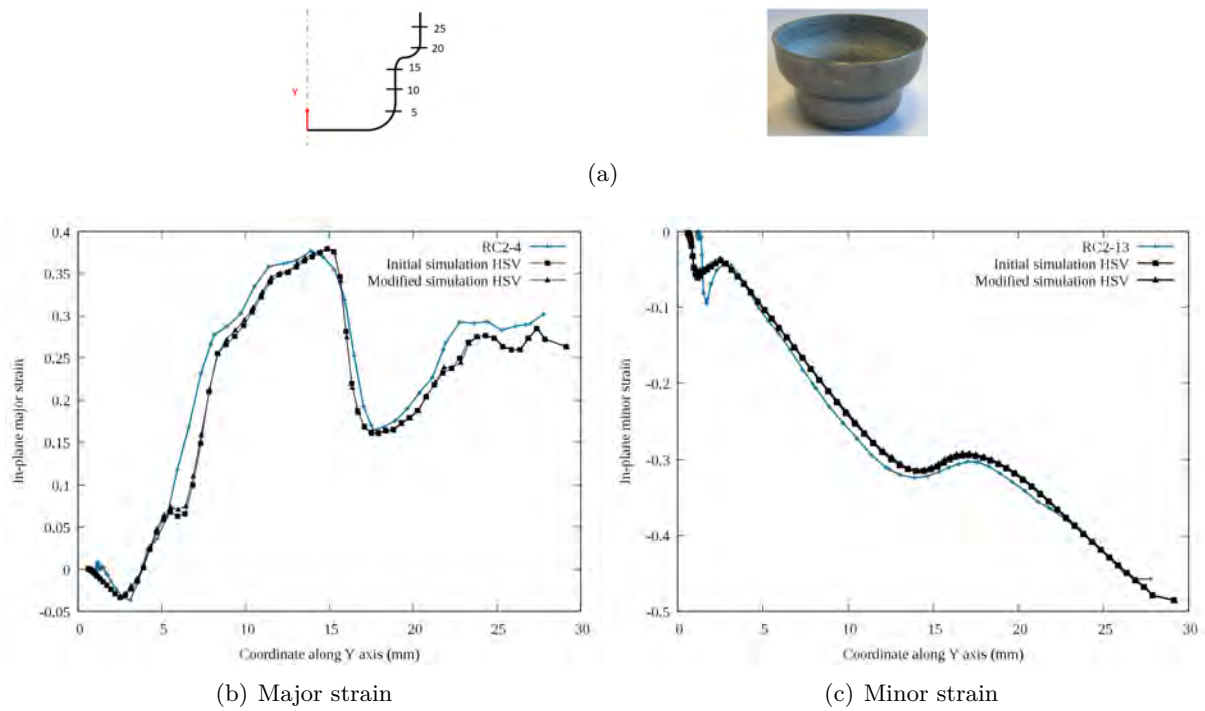 25
20
15
10
5
Y
(a)
RC2-4
Initial simulation HSV
Modified simulation HSV
0.4
0.35
0.3
0.25
0.2
0.15
0.1
0.05
0
-0.05
In-plane major strain
0 5 10 15 20 25 30
Coordinate along Y axis (mm)
(b) Major strain
RC2-13
Initial simulation HSV
Modified simulation HSV
0
-0.1
-0.2
-0.3
-0.4
-0.5
In-plane minor strain
0 5 10 15 20 25 30
Coordinate along Y axis (mm)
(c) Minor strain